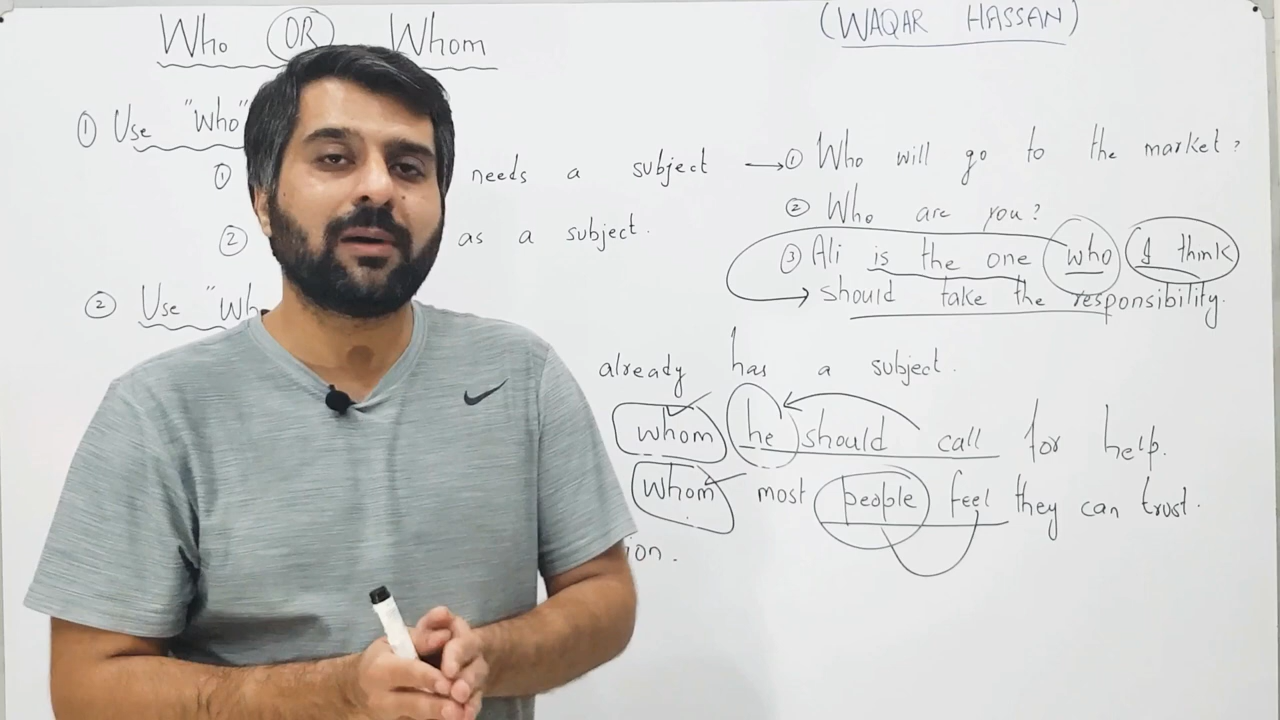 Who OR Whom
(WAQAR HASSAN)
① Use "Who"
① needs a subject → ① Who will go to the market?
② as a subject.
② Who are you?
③ Ali is the one who I think
should take the responsibility.
② Use "Who
already has a subject.
whom he should call for help.
Whom most people feel they can trust.
ion.